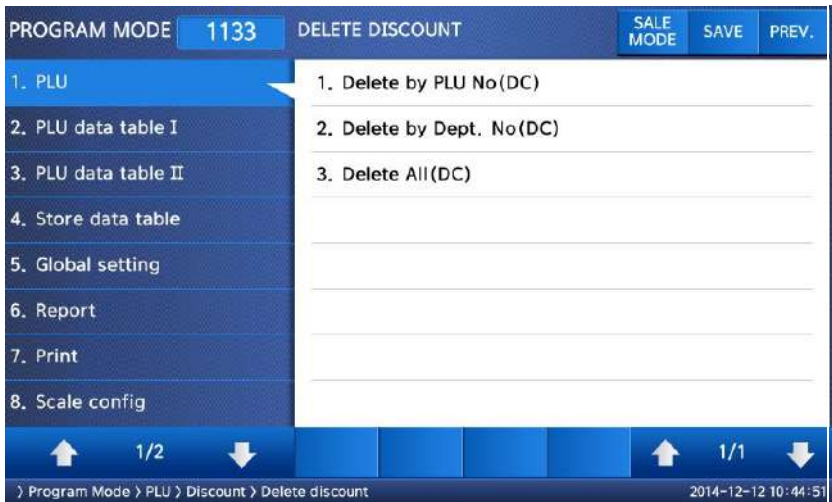 PROGRAM MODE 1133 DELETE DISCOUNT SALE MODE SAVE PREV.
1. PLU
2. PLU data table I
3. PLU data table II
4. Store data table
5. Global setting
6. Report
7. Print
8. Scale config
1. Delete by PLU No(DC)
2. Delete by Dept. No(DC)
3. Delete All(DC)
1/2
1/1
> Program Mode > PLU > Discount > Delete discount 2014-12-12 10:44:51